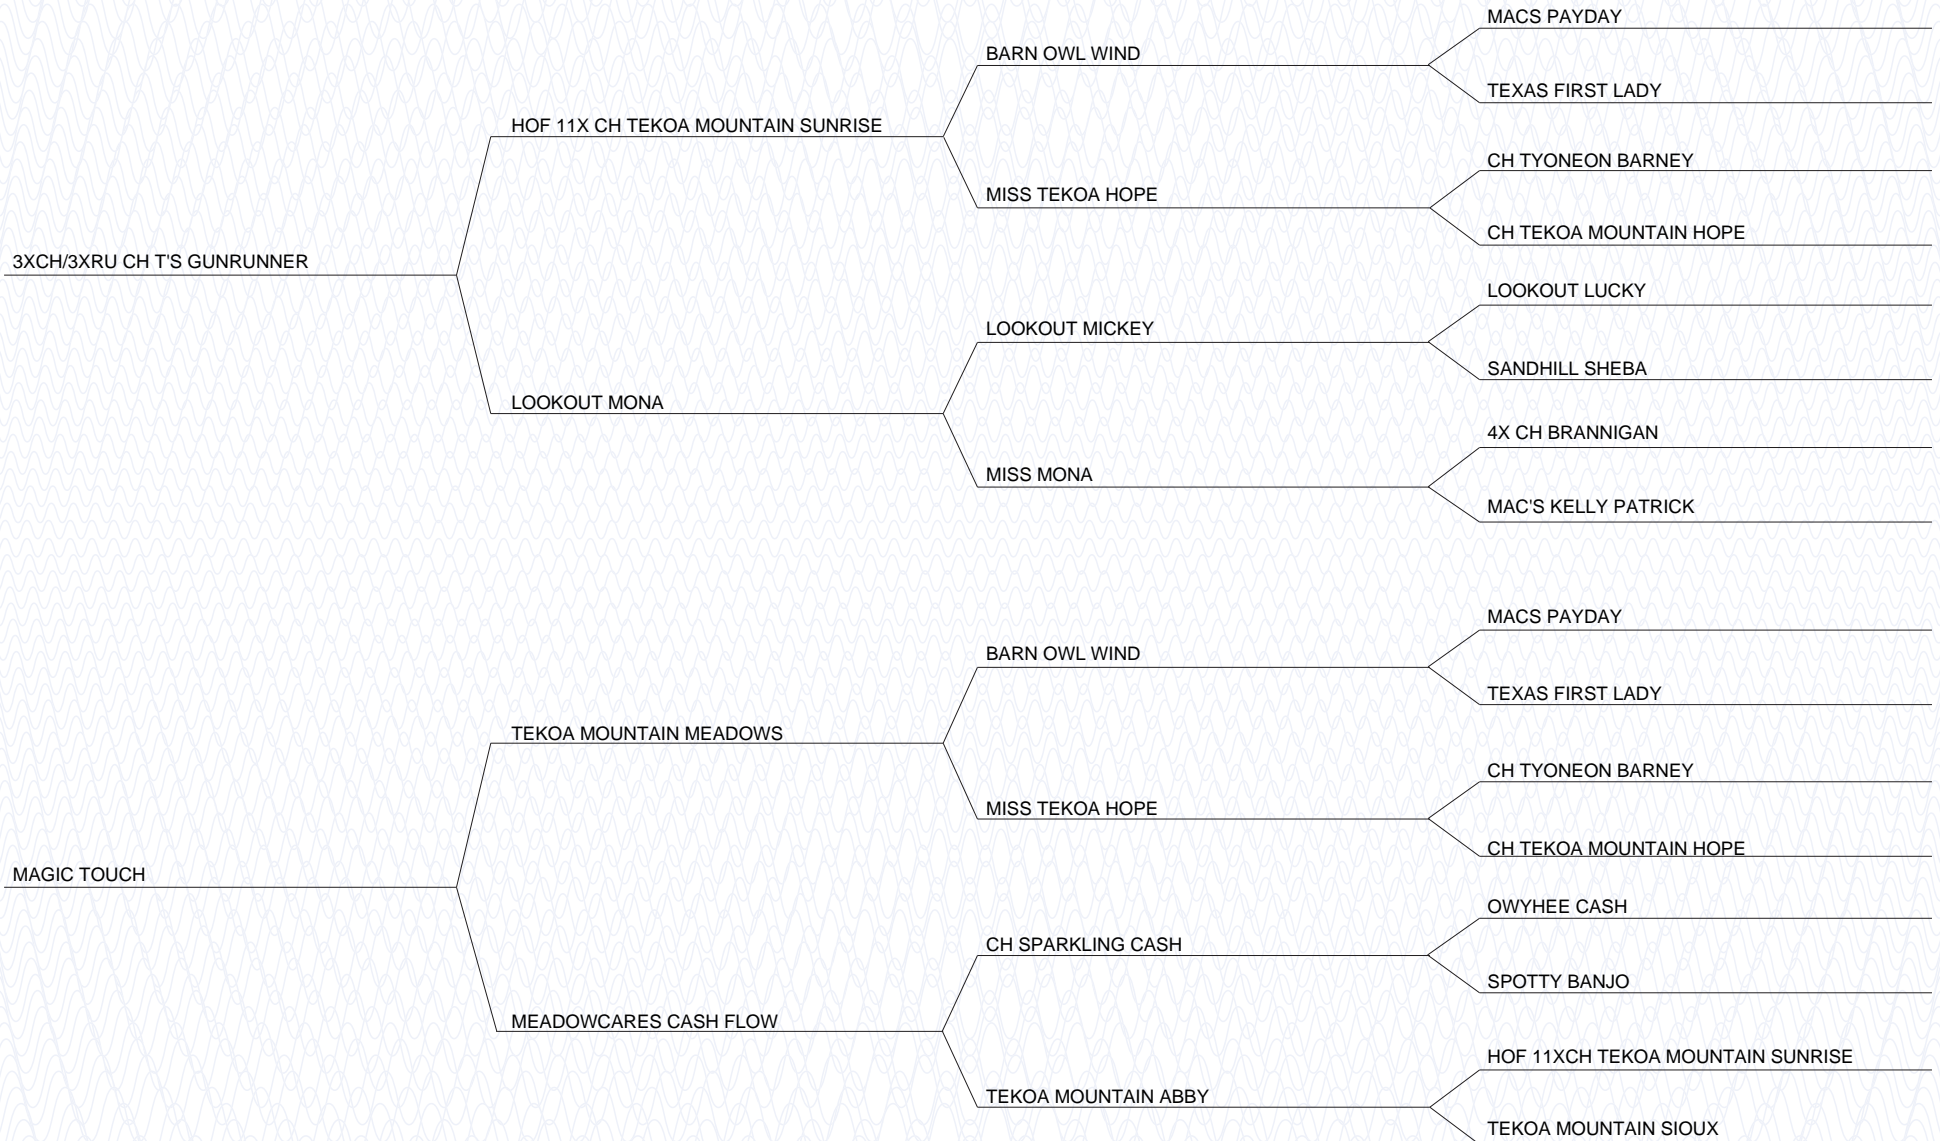 MACS PAYDAY
BARN OWL WIND
TEXAS FIRST LADY
HOF 11X CH TEKOA MOUNTAIN SUNRISE
CH TYONEON BARNEY
MISS TEKOA HOPE
CH TEKOA MOUNTAIN HOPE
3XCH/3XRU CH T'S GUNRUNNER
LOOKOUT LUCKY
LOOKOUT MICKEY
SANDHILL SHEBA
LOOKOUT MONA
4X CH BRANNIGAN
MISS MONA
MAC'S KELLY PATRICK
MACS PAYDAY
BARN OWL WIND
TEXAS FIRST LADY
TEKOA MOUNTAIN MEADOWS
CH TYONEON BARNEY
MISS TEKOA HOPE
CH TEKOA MOUNTAIN HOPE
MAGIC TOUCH
OWYHEE CASH
CH SPARKLING CASH
SPOTTY BANJO
MEADOWCARES CASH FLOW
HOF 11XCH TEKOA MOUNTAIN SUNRISE
TEKOA MOUNTAIN ABBY
TEKOA MOUNTAIN SIOUX